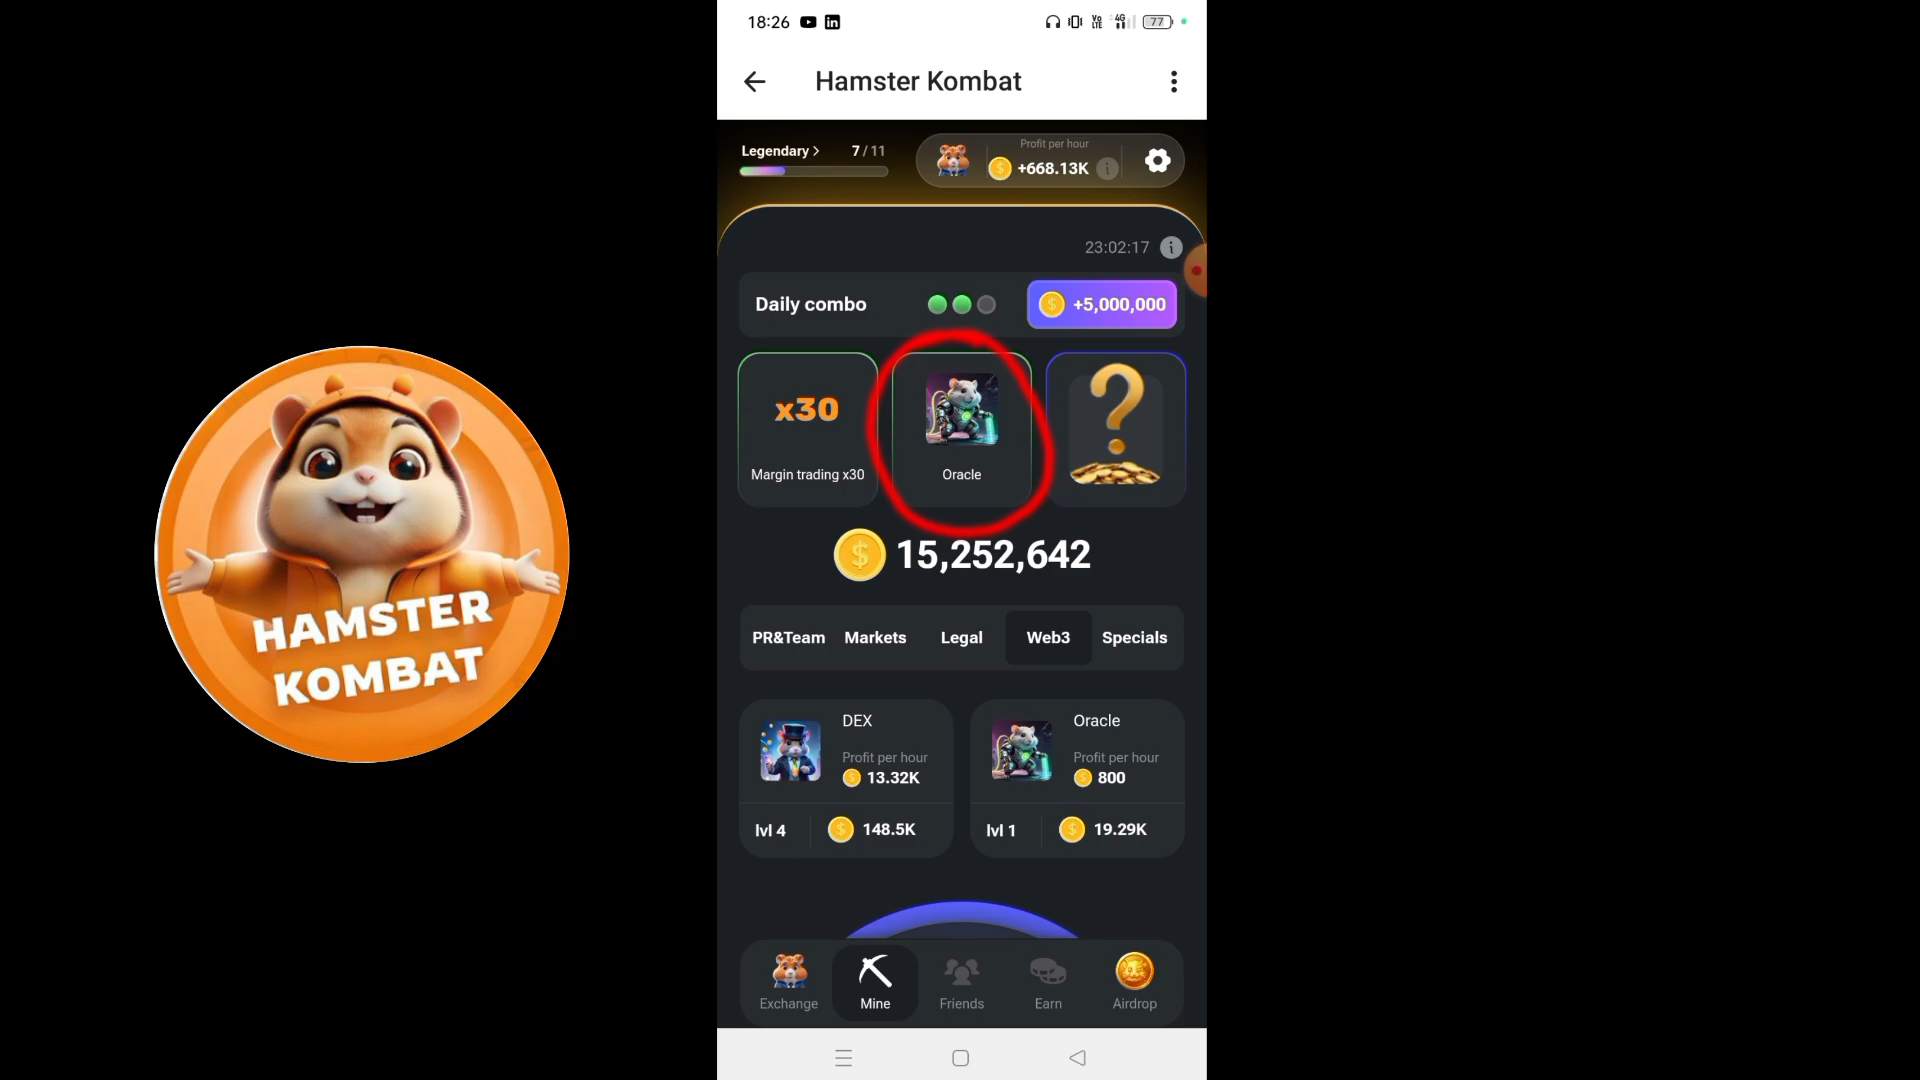 18:26
VoLTE
4G
77
Hamster Kombat
Legendary >
7 / 11
Profit per hour
+668.13K
23:02:17
Daily combo
+5,000,000
x30
Margin trading x30
Oracle
15,252,642
PR&Team Markets Legal Web3 Specials
DEX
Profit per hour
13.32K
lvl 4
148.5K
Oracle
Profit per hour
800
lvl 1
19.29K
Exchange Mine Friends Earn Airdrop
HAMSTER
KOMBAT